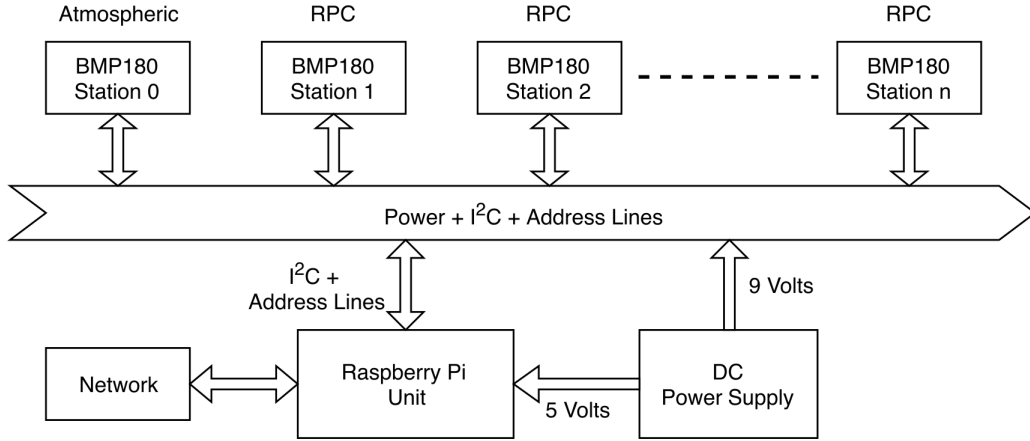 Atmospheric
RPC
RPC
RPC
BMP180
Station 0
BMP180
Station 1
BMP180
Station 2
BMP180
Station n
Power + I²C + Address Lines
I²C +
Address Lines
9 Volts
Network
Raspberry Pi
Unit
5 Volts
DC
Power Supply